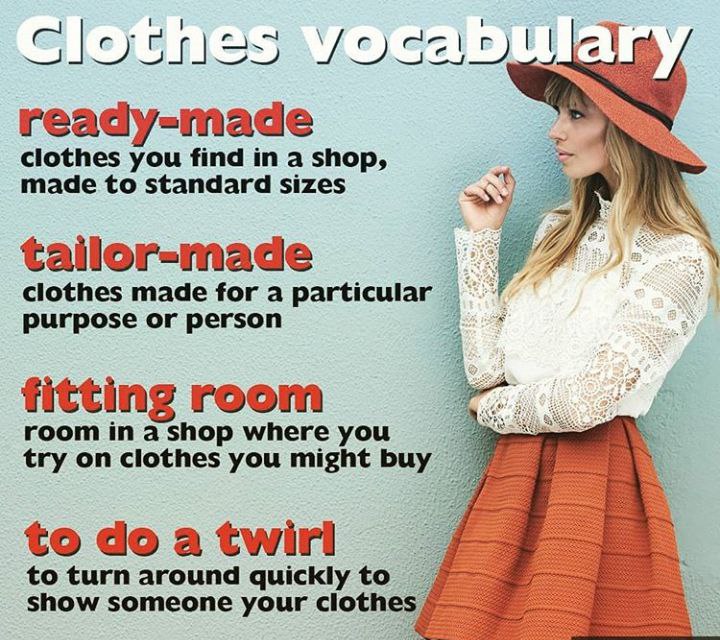 Clothes vocabulary
ready-made
clothes you find in a shop,
made to standard sizes
tailor-made
clothes made for a particular
purpose or person
fitting room
room in a shop where you
try on clothes you might buy
to do a twirl
to turn around quickly to
show someone your clothes